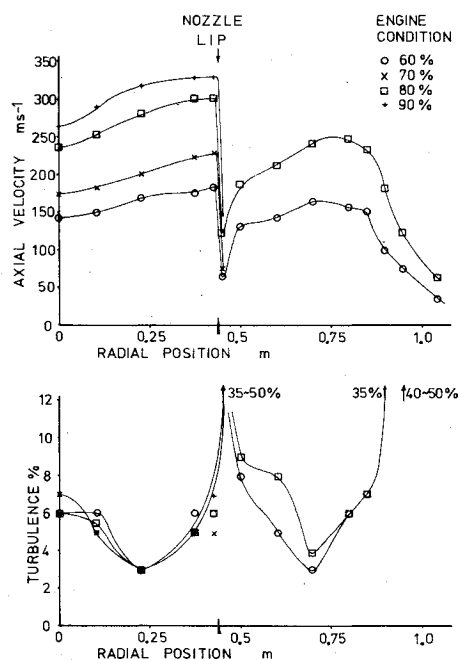 NOZZLE
LIP
ENGINE
CONDITION
60 %
70 %
80 %
90 %
AXIAL VELOCITY ms⁻¹
350
300
250
200
150
100
50
0
0 0.25 0.5 0.75 1.0
RADIAL POSITION m
35~50%
35%
40~50%
TURBULENCE %
12
10
8
6
4
2
0
0 0.25 0.5 0.75 1.0
RADIAL POSITION m